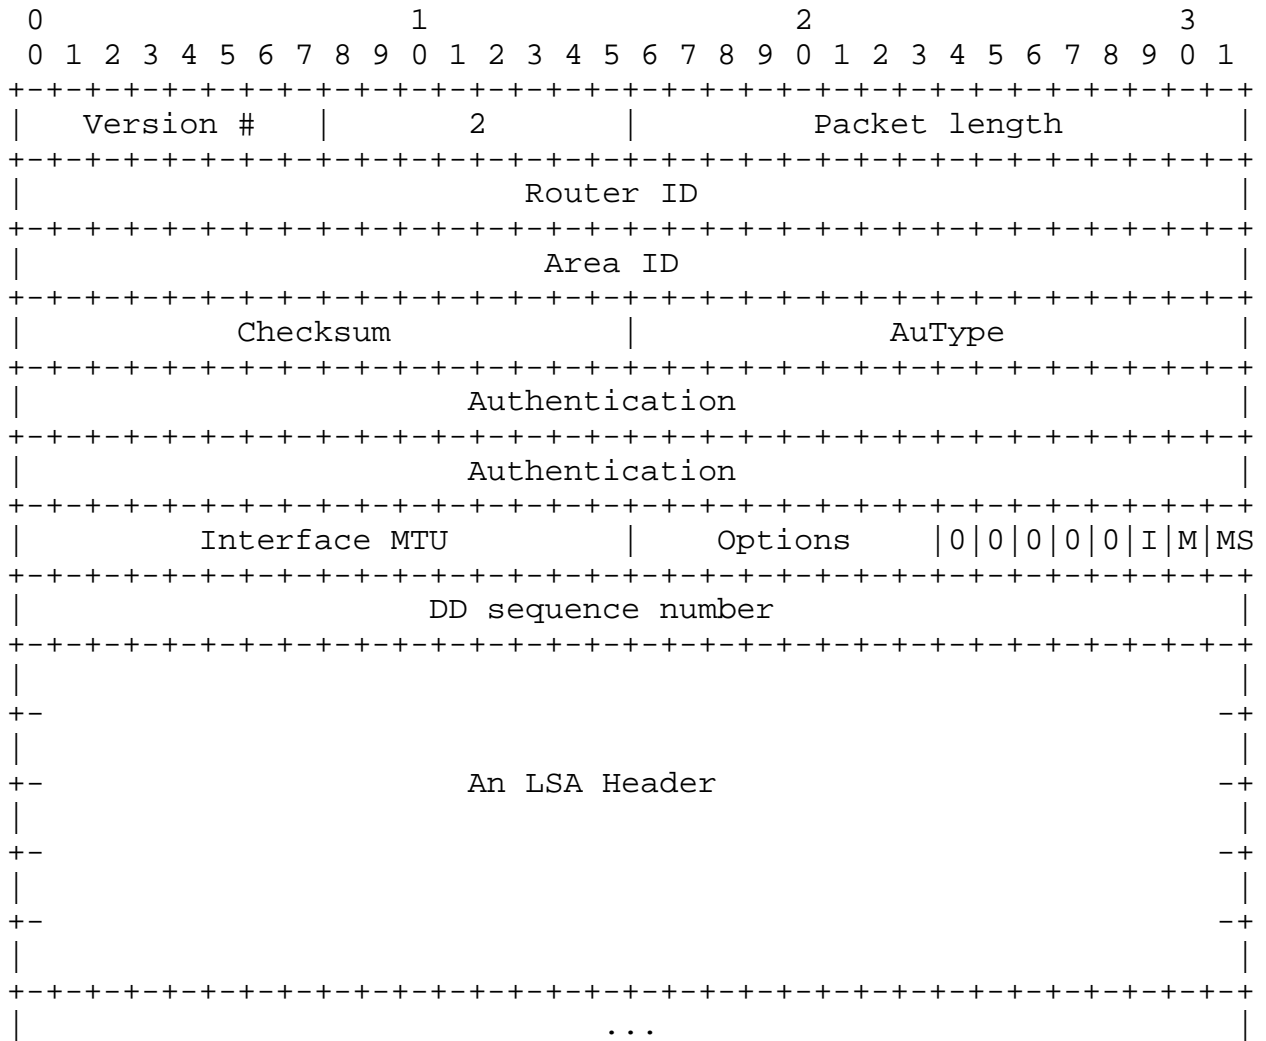 0                   1                   2                   3
 0 1 2 3 4 5 6 7 8 9 0 1 2 3 4 5 6 7 8 9 0 1 2 3 4 5 6 7 8 9 0 1
+-+-+-+-+-+-+-+-+-+-+-+-+-+-+-+-+-+-+-+-+-+-+-+-+-+-+-+-+-+-+-+-+
|   Version #   |       2       |         Packet length         |
+-+-+-+-+-+-+-+-+-+-+-+-+-+-+-+-+-+-+-+-+-+-+-+-+-+-+-+-+-+-+-+-+
|                          Router ID                            |
+-+-+-+-+-+-+-+-+-+-+-+-+-+-+-+-+-+-+-+-+-+-+-+-+-+-+-+-+-+-+-+-+
|                           Area ID                             |
+-+-+-+-+-+-+-+-+-+-+-+-+-+-+-+-+-+-+-+-+-+-+-+-+-+-+-+-+-+-+-+-+
|           Checksum            |             AuType            |
+-+-+-+-+-+-+-+-+-+-+-+-+-+-+-+-+-+-+-+-+-+-+-+-+-+-+-+-+-+-+-+-+
|                       Authentication                          |
+-+-+-+-+-+-+-+-+-+-+-+-+-+-+-+-+-+-+-+-+-+-+-+-+-+-+-+-+-+-+-+-+
|                       Authentication                          |
+-+-+-+-+-+-+-+-+-+-+-+-+-+-+-+-+-+-+-+-+-+-+-+-+-+-+-+-+-+-+-+-+
|         Interface MTU         |    Options    |0|0|0|0|0|I|M|MS
+-+-+-+-+-+-+-+-+-+-+-+-+-+-+-+-+-+-+-+-+-+-+-+-+-+-+-+-+-+-+-+-+
|                     DD sequence number                        |
+-+-+-+-+-+-+-+-+-+-+-+-+-+-+-+-+-+-+-+-+-+-+-+-+-+-+-+-+-+-+-+-+
|                                                               |
+-                                                             -+
|                                                               |
+-                      An LSA Header                          -+
|                                                               |
+-                                                             -+
|                                                               |
+-                                                             -+
|                                                               |
+-+-+-+-+-+-+-+-+-+-+-+-+-+-+-+-+-+-+-+-+-+-+-+-+-+-+-+-+-+-+-+-+
|                              ...                              |